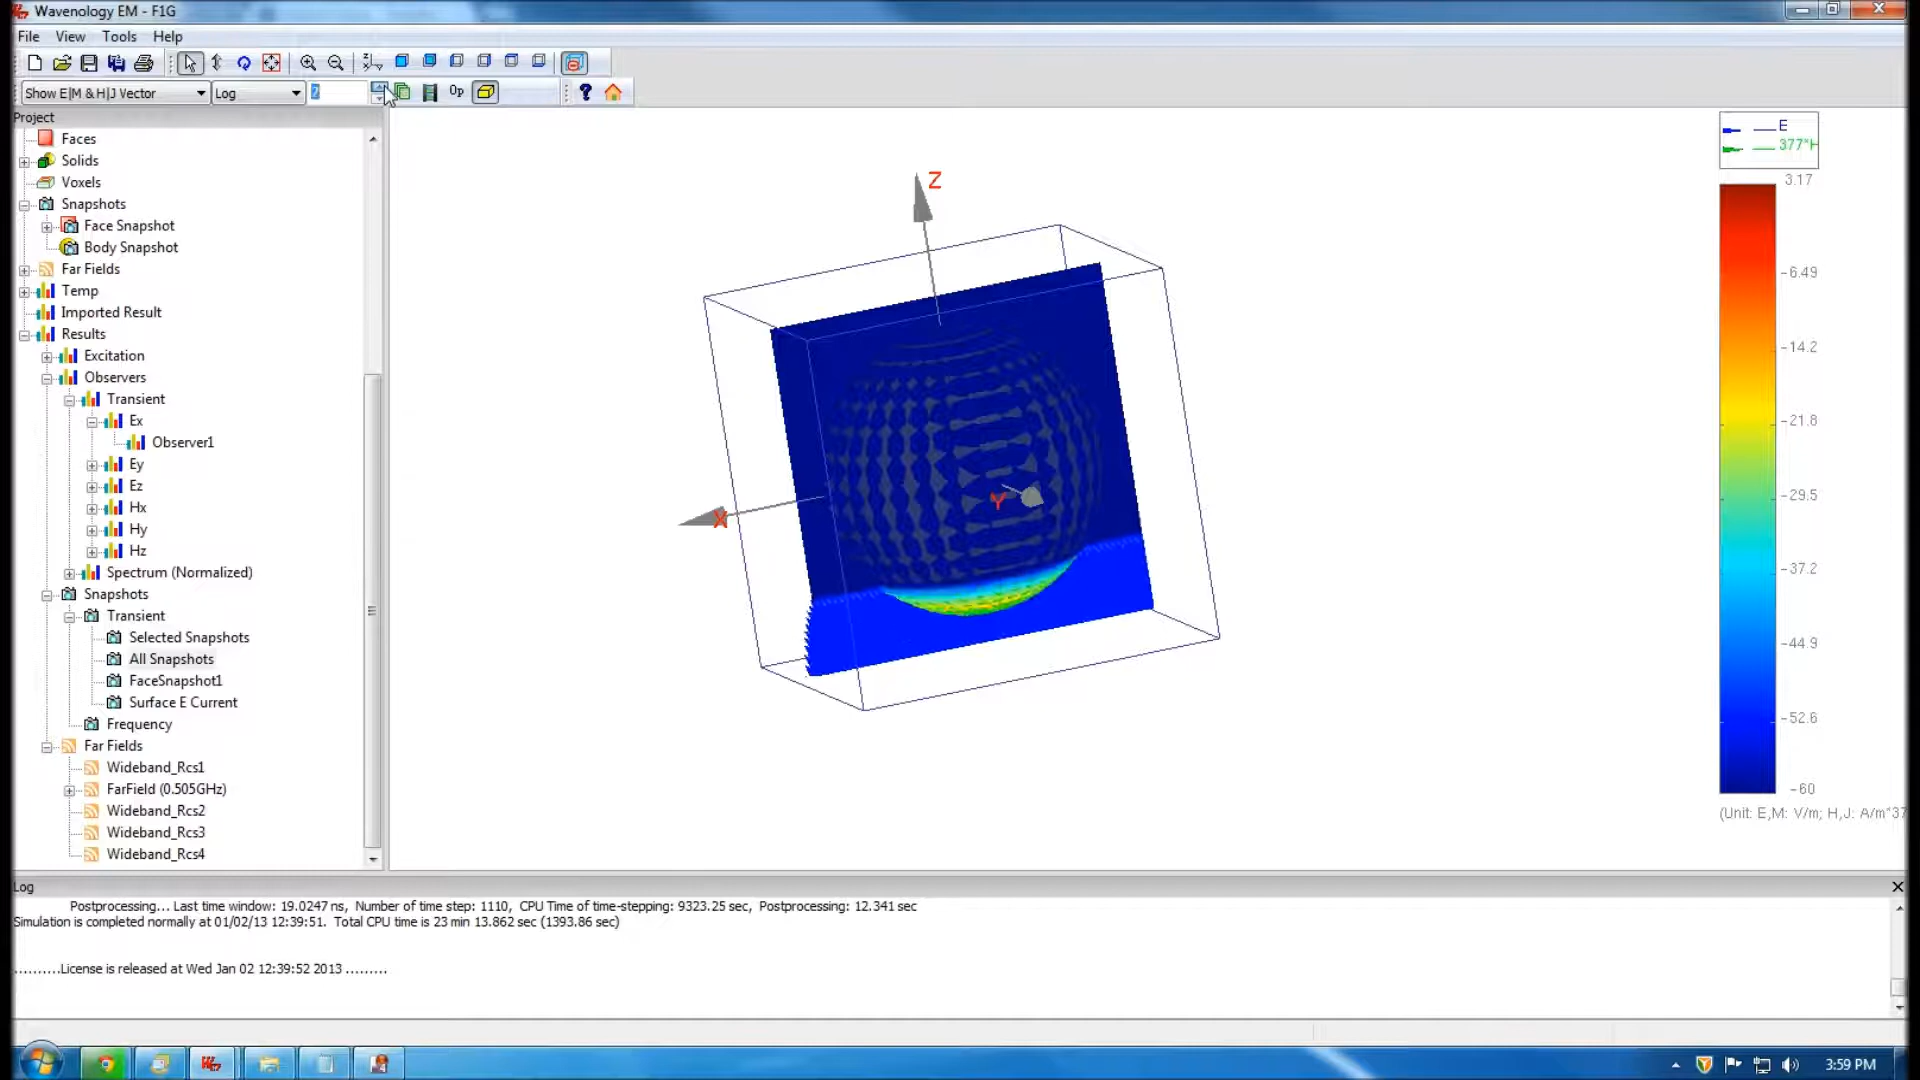 Wavenology EM - F1G
File View Tools Help
Show E|M & H|J Vector Log 2 0p ?
Project
Faces
Solids
Voxels
Snapshots
Face Snapshot
Body Snapshot
Far Fields
Temp
Imported Result
Results
Excitation
Observers
Transient
Ex
Observer1
Ey
Ez
Hx
Hy
Hz
Spectrum (Normalized)
Snapshots
Transient
Selected Snapshots
All Snapshots
FaceSnapshot1
Surface E Current
Frequency
Far Fields
Wideband_Rcs1
FarField (0.505GHz)
Wideband_Rcs2
Wideband_Rcs3
Wideband_Rcs4
Z
Y
X
E
377*H
3.17
-6.49
-14.2
-21.8
-29.5
-37.2
-44.9
-52.6
-60
(Unit: E,M: V/m; H,J: A/m*37
Log
Postprocessing... Last time window: 19.0247 ns, Number of time step: 1110, CPU Time of time-stepping: 9323.25 sec, Postprocessing: 12.341 sec
Simulation is completed normally at 01/02/13 12:39:51. Total CPU time is 23 min 13.862 sec (1393.86 sec)
..........License is released at Wed Jan 02 12:39:52 2013 .........
3:59 PM